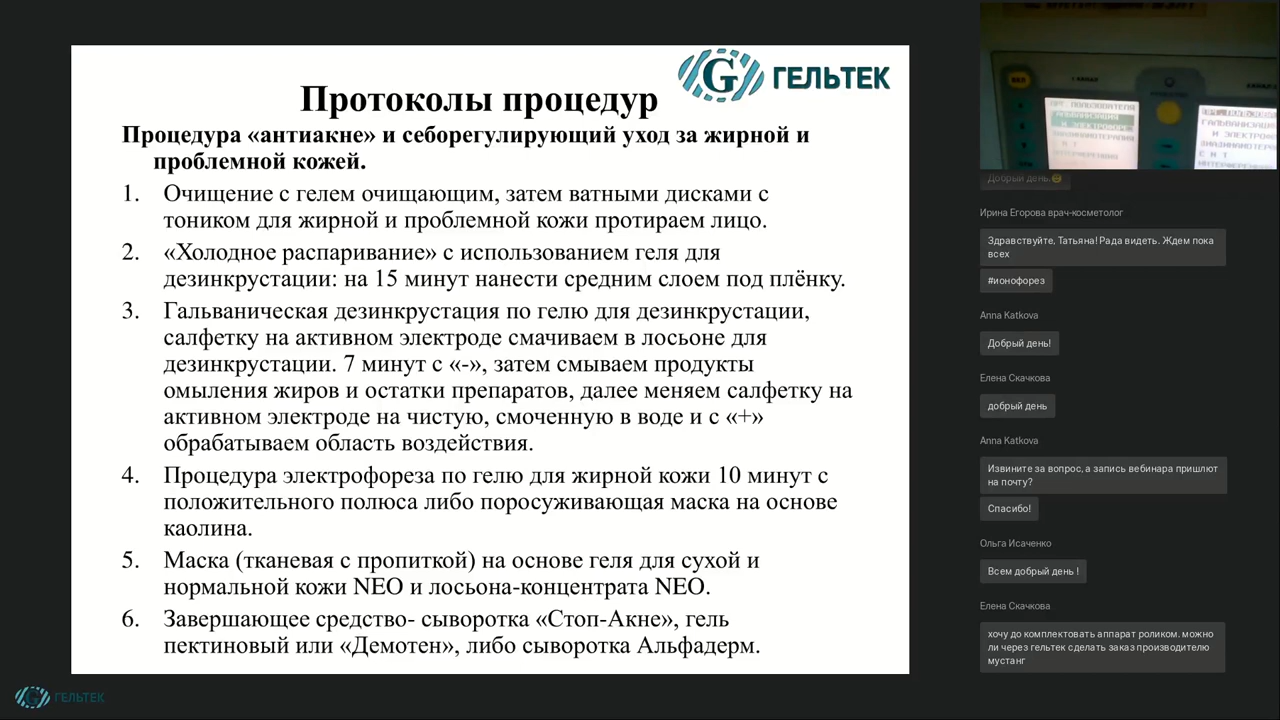 ГЕЛЬТЕК
Протоколы процедур
Процедура «антиакне» и себорегулирующий уход за жирной и
проблемной кожей.
1. Очищение с гелем очищающим, затем ватными дисками с
тоником для жирной и проблемной кожи протираем лицо.
2. «Холодное распаривание» с использованием геля для
дезинкрустации: на 15 минут нанести средним слоем под плёнку.
3. Гальваническая дезинкрустация по гелю для дезинкрустации,
салфетку на активном электроде смачиваем в лосьоне для
дезинкрустации. 7 минут с «-», затем смываем продукты
омыления жиров и остатки препаратов, далее меняем салфетку на
активном электроде на чистую, смоченную в воде и с «+»
обрабатываем область воздействия.
4. Процедура электрофореза по гелю для жирной кожи 10 минут с
положительного полюса либо поросуживающая маска на основе
каолина.
5. Маска (тканевая с пропиткой) на основе геля для сухой и
нормальной кожи NEO и лосьона-концентрата NEO.
6. Завершающее средство- сыворотка «Стоп-Акне», гель
пектиновый или «Демотен», либо сыворотка Альфадерм.
ГЕЛЬТЕК
Добрый день.
Ирина Егорова врач-косметолог
Здравствуйте, Татьяна! Рада видеть. Ждем пока
всех
#ионофорез
Anna Katkova
Добрый день!
Елена Скачкова
добрый день
Anna Katkova
Извините за вопрос, а запись вебинара пришлют
на почту?
Спасибо!
Ольга Исаченко
Всем добрый день !
Елена Скачкова
хочу до комплектовать аппарат роликом. можно
ли через гельтек сделать заказ производителю
мустанг